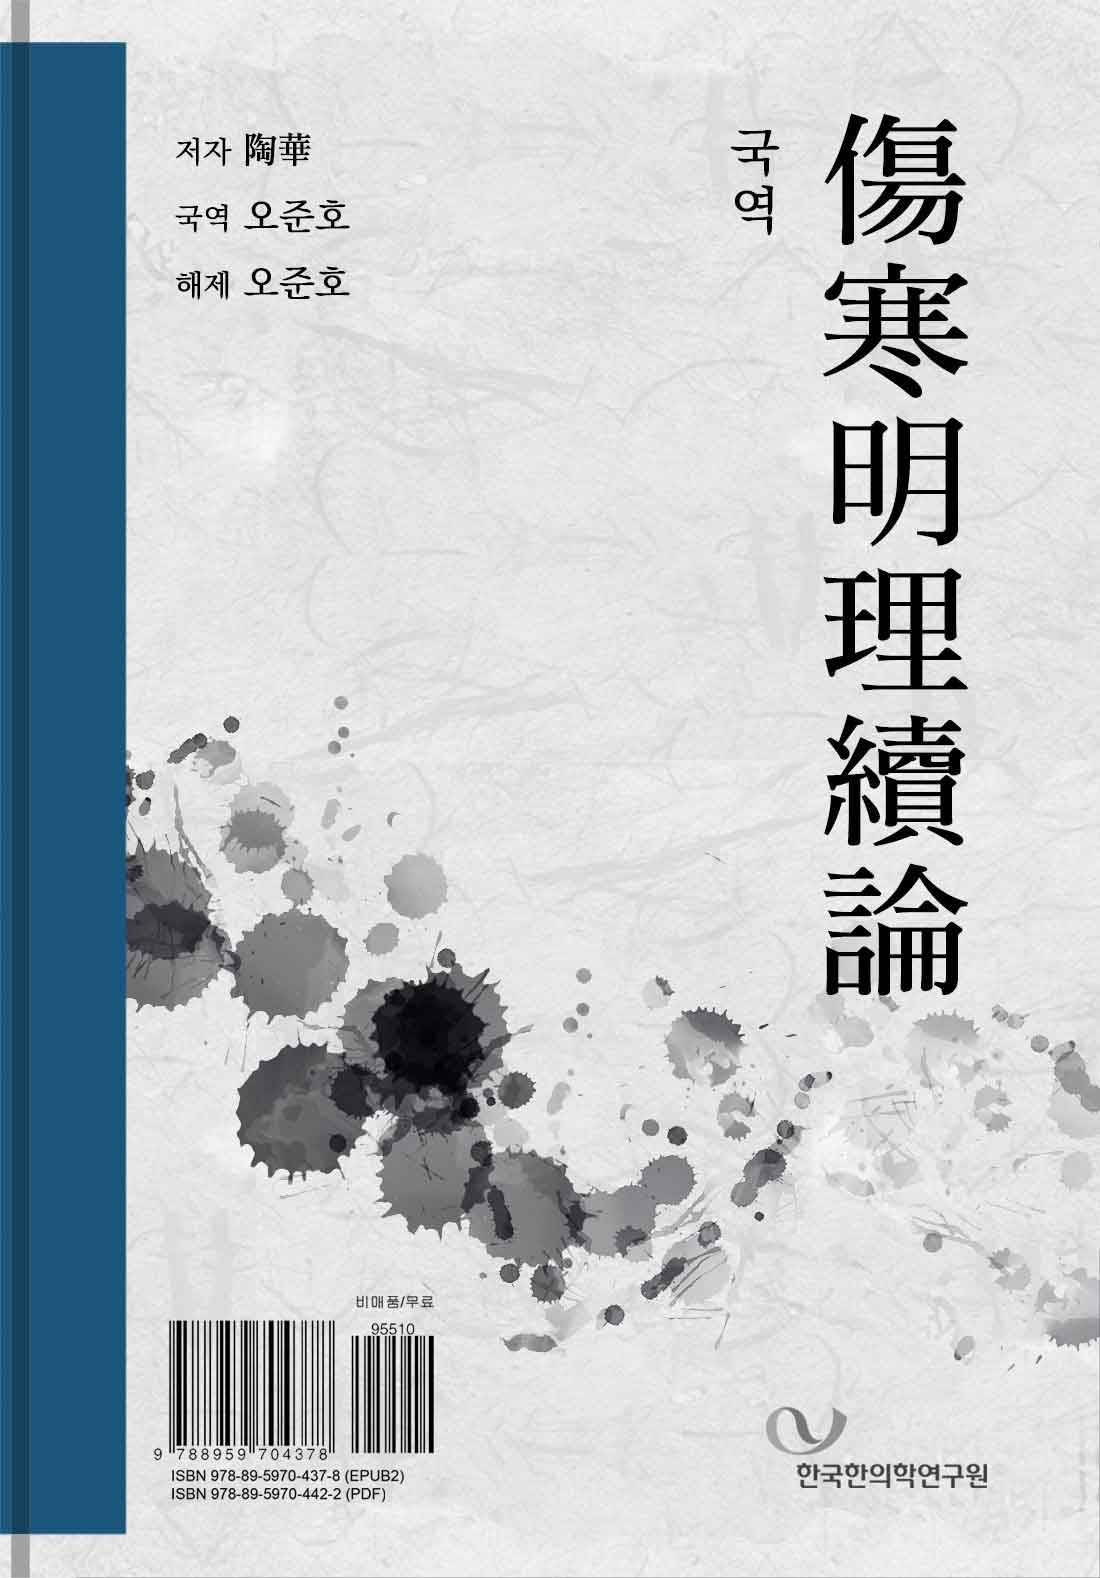 국역
傷寒明理續論
저자 陶華
국역 오준호
해제 오준호
비매품/무료
95510
9 788959 704378
ISBN 978-89-5970-437-8 (EPUB2)
ISBN 978-89-5970-442-2 (PDF)
한국한의학연구원